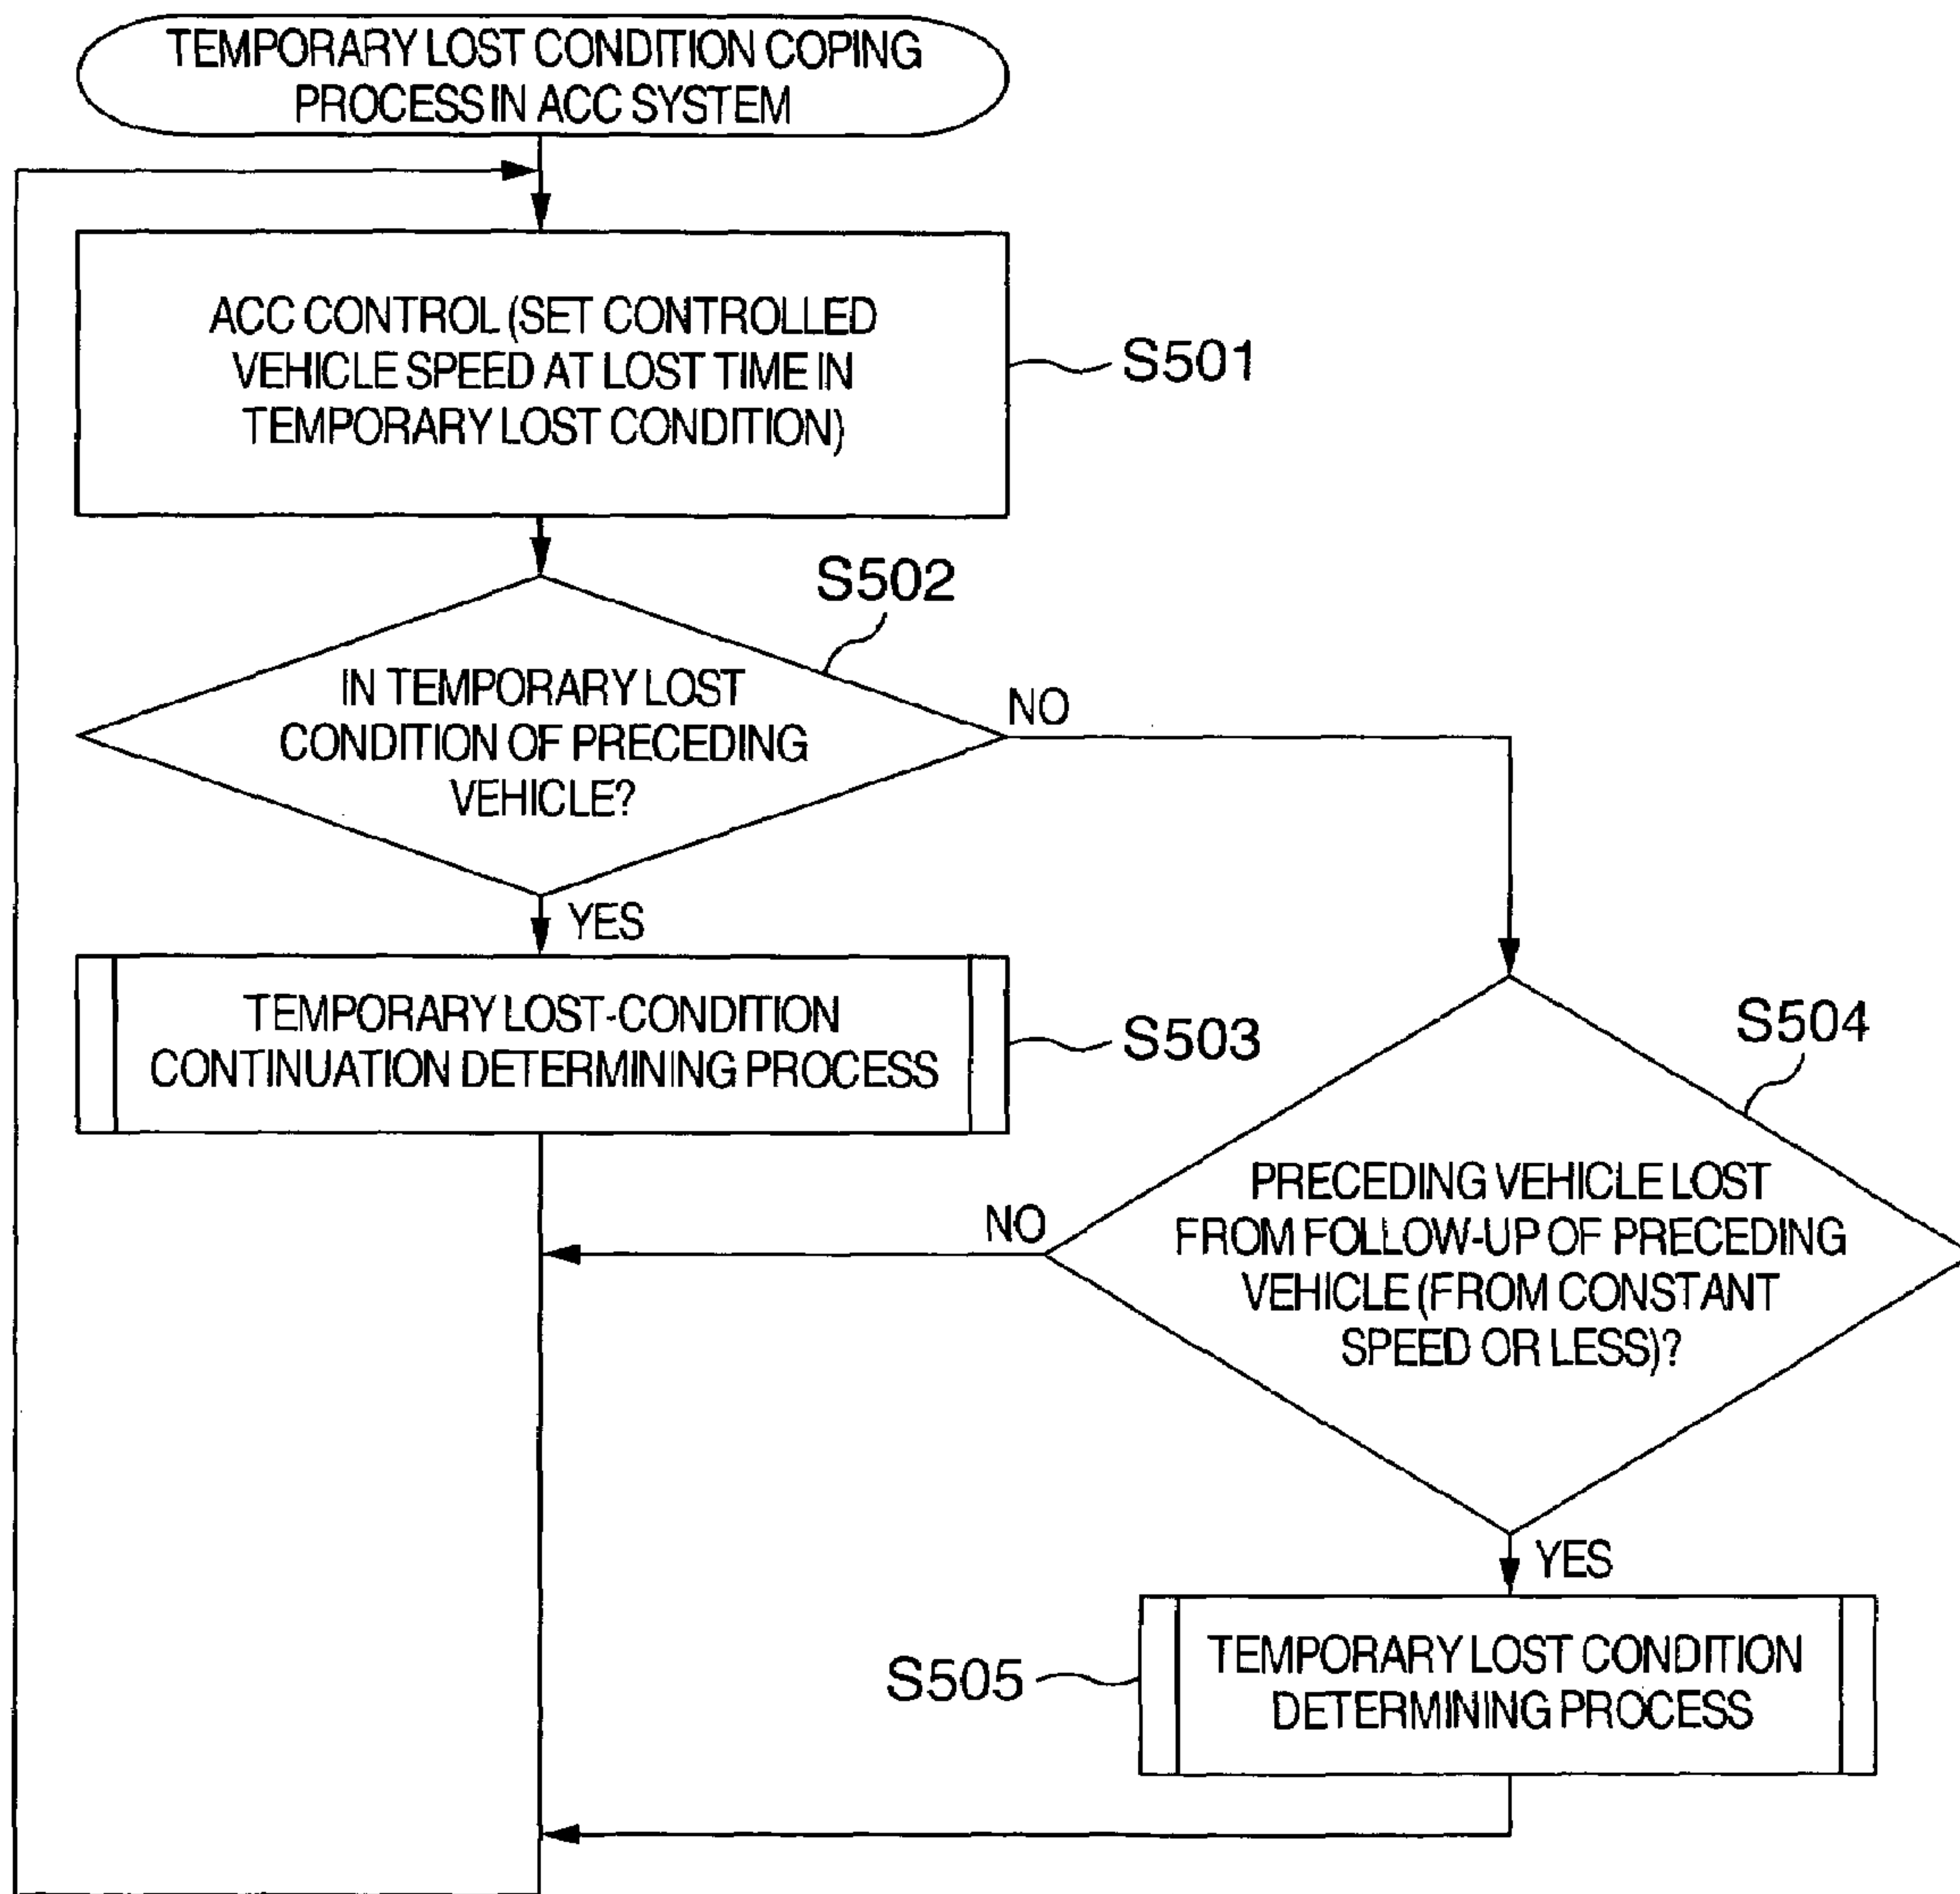 TEMPORARY LOST CONDITION COPING
PROCESS IN ACC SYSTEM
ACC CONTROL (SET CONTROLLED
VEHICLE SPEED AT LOST TIME IN
TEMPORARY LOST CONDITION)
S501
S502
IN TEMPORARY LOST
CONDITION OF PRECEDING
VEHICLE?
NO
YES
TEMPORARY LOST-CONDITION
CONTINUATION DETERMINING PROCESS
S503
S504
PRECEDING VEHICLE LOST
FROM FOLLOW-UP OF PRECEDING
VEHICLE (FROM CONSTANT
SPEED OR LESS)?
NO
YES
S505
TEMPORARY LOST CONDITION
DETERMINING PROCESS